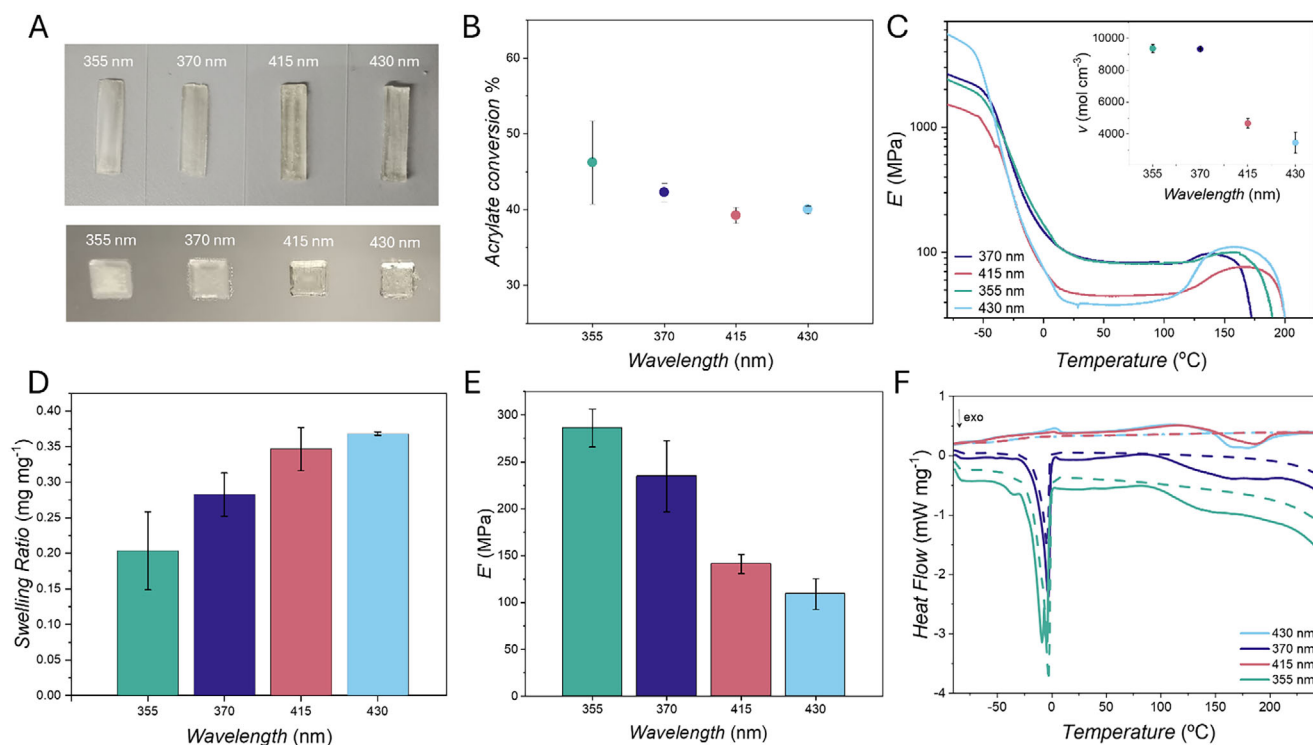 A
355 nm 370 nm 415 nm 430 nm
355 nm 370 nm 415 nm 430 nm
B
Acrylate conversion %
60
50
40
30
355 370 415 430
Wavelength (nm)
C
E' (MPa)
1000
100
370 nm
415 nm
355 nm
430 nm
-50 0 50 100 150 200
Temperature (ºC)
v (mol cm-3)
10000
8000
6000
4000
355 370 415 430
Wavelength (nm)
D
Swelling Ratio (mg mg-1)
0.40
0.35
0.30
0.25
0.20
0.15
0.10
0.05
0.00
355 370 415 430
Wavelength (nm)
E
E' (MPa)
300
250
200
150
100
50
0
355 370 415 430
Wavelength (nm)
F
Heat Flow (mW mg-1)
exo
1
0
-1
-2
-3
-4
430 nm
370 nm
415 nm
355 nm
-50 0 50 100 150 200
Temperature (ºC)